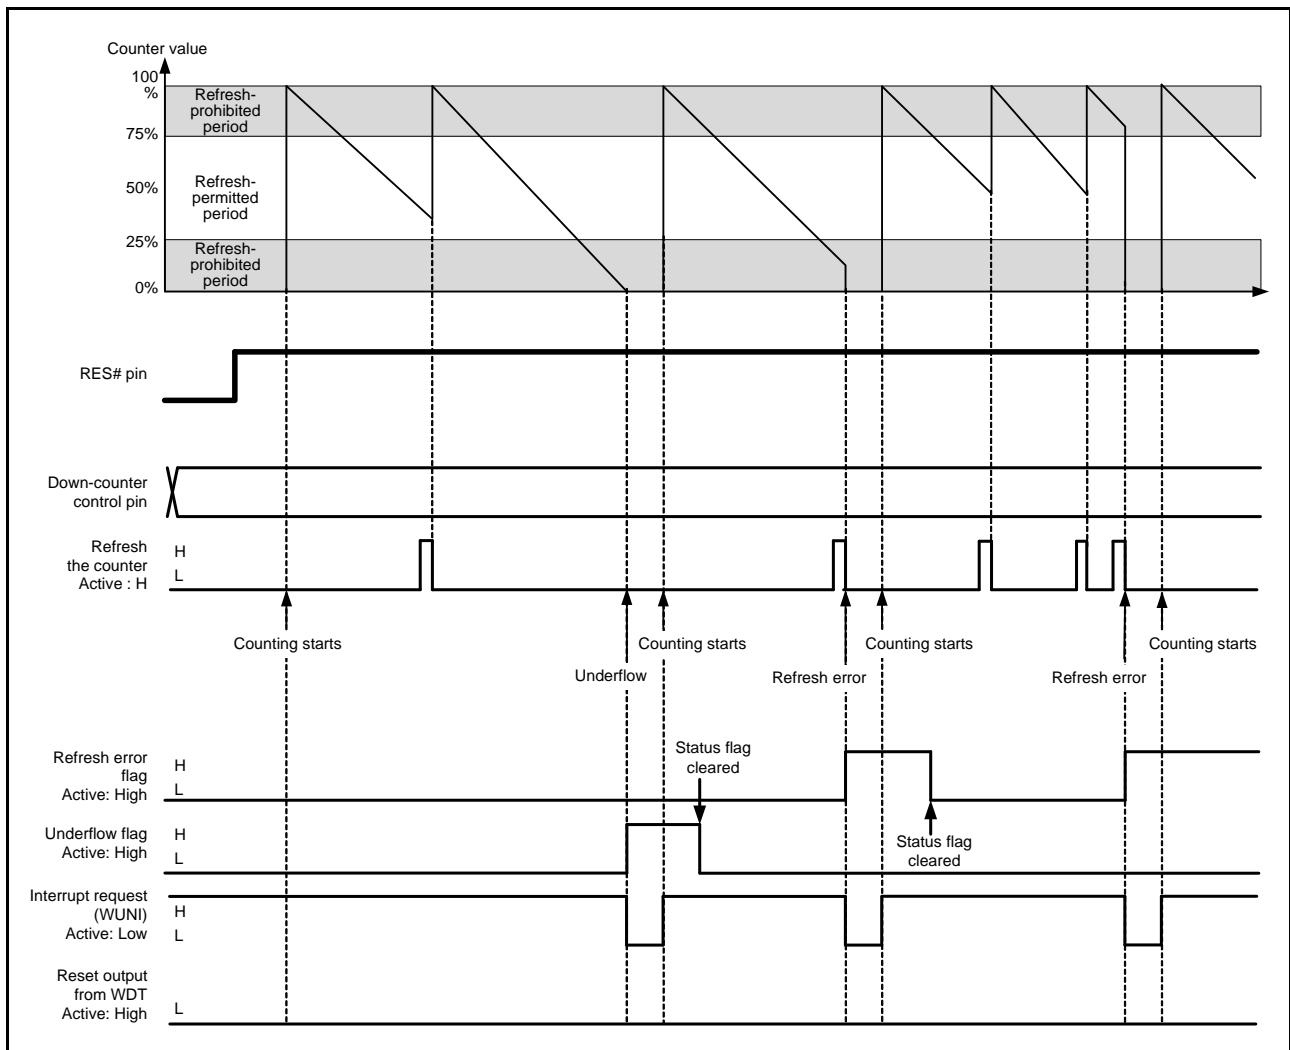 Counter value
100
%
Refresh-
prohibited
period
75%
50%
Refresh-
permitted
period
25%
Refresh-
prohibited
period
0%
RES# pin
Down-counter
control pin
Refresh
the counter
Active : H
H
L
Counting starts
Counting starts
Counting starts
Counting starts
Underflow
Refresh error
Refresh error
Refresh error
flag
Active: High
H
L
Status flag
cleared
Underflow flag
Active: High
H
L
Status flag
cleared
Interrupt request
(WUNI)
Active: Low
H
L
Reset output
from WDT
Active: High
L